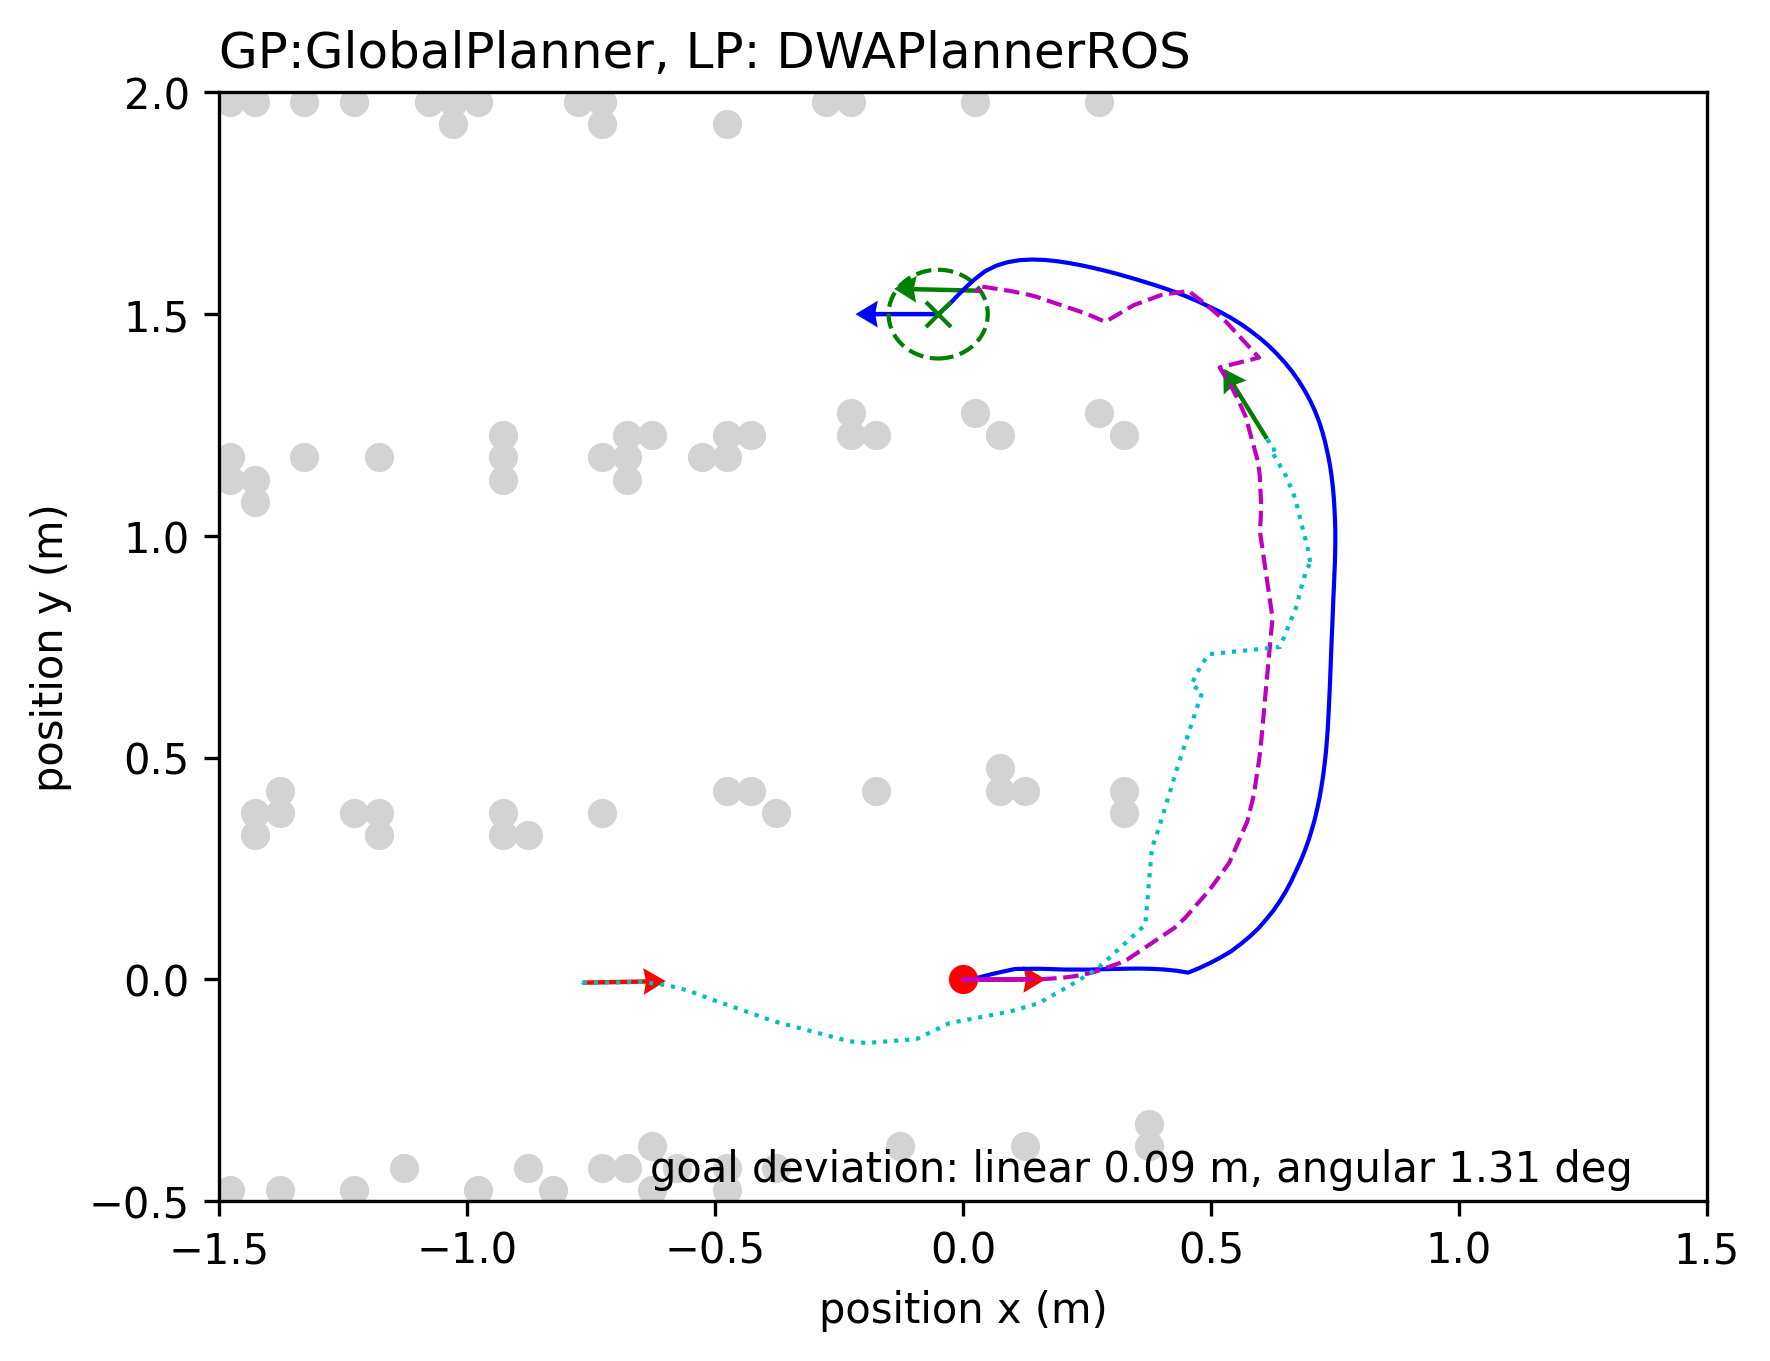 GP:GlobalPlanner, LP: DWAPlannerROS
2.0
1.5
1.0
0.5
0.0
−0.5
position y (m)
goal deviation: linear 0.09 m, angular 1.31 deg
−1.5 −1.0 −0.5 0.0 0.5 1.0 1.5
position x (m)